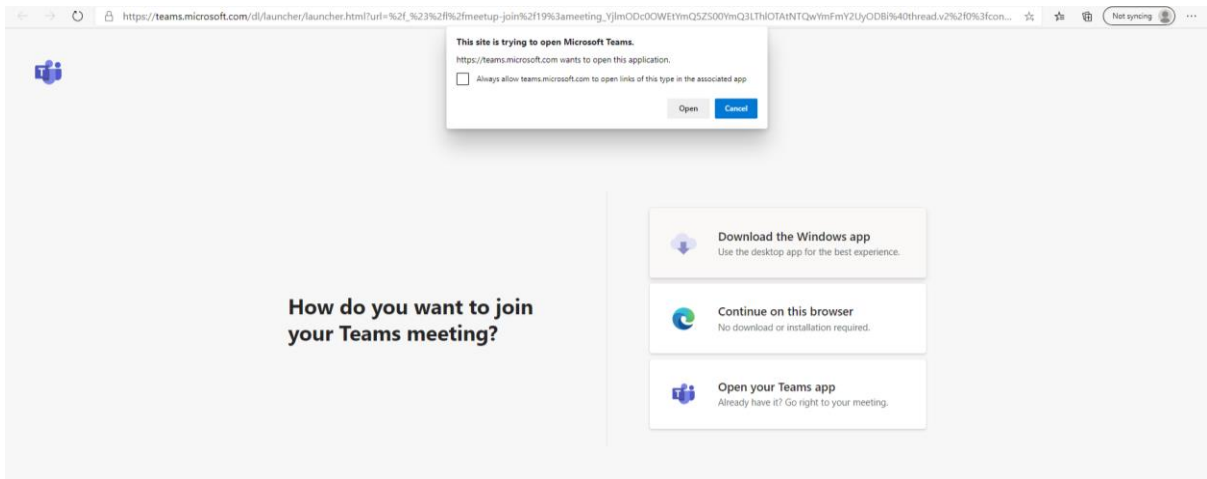 https://teams.microsoft.com/dl/launcher/launcher.html?url=%2f_%23%2fl%2fmeetup-join%2f19%3ameeting_YjlmODc0OWEtYmQ5ZS00YmQ3LThlOTAtNTQwYmFmY2UyODBi%40thread.v2%2f0%3fcon...
Not syncing
This site is trying to open Microsoft Teams.
https://teams.microsoft.com wants to open this application.
Always allow teams.microsoft.com to open links of this type in the associated app
Open
Cancel
How do you want to join
your Teams meeting?
Download the Windows app
Use the desktop app for the best experience.
Continue on this browser
No download or installation required.
Open your Teams app
Already have it? Go right to your meeting.